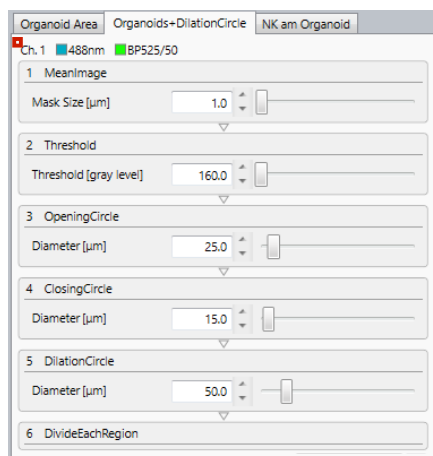 Organoid Area Organoids+DilationCircle NK am Organoid
Ch. 1 488nm BP525/50
1 MeanImage
Mask Size [µm] 1.0
2 Threshold
Threshold [gray level] 160.0
3 OpeningCircle
Diameter [µm] 25.0
4 ClosingCircle
Diameter [µm] 15.0
5 DilationCircle
Diameter [µm] 50.0
6 DivideEachRegion